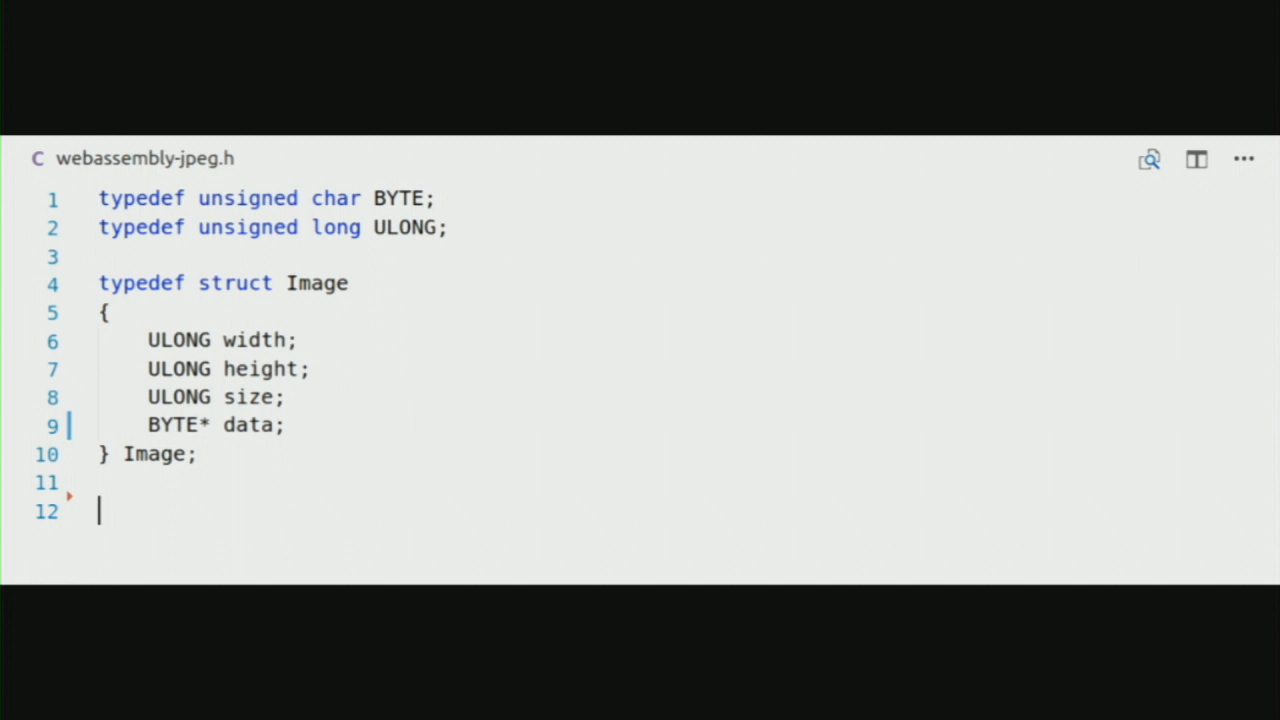 C webassembly-jpeg.h
1 typedef unsigned char BYTE;
2 typedef unsigned long ULONG;
3
4 typedef struct Image
5 {
6 ULONG width;
7 ULONG height;
8 ULONG size;
9 BYTE* data;
10 } Image;
11
12